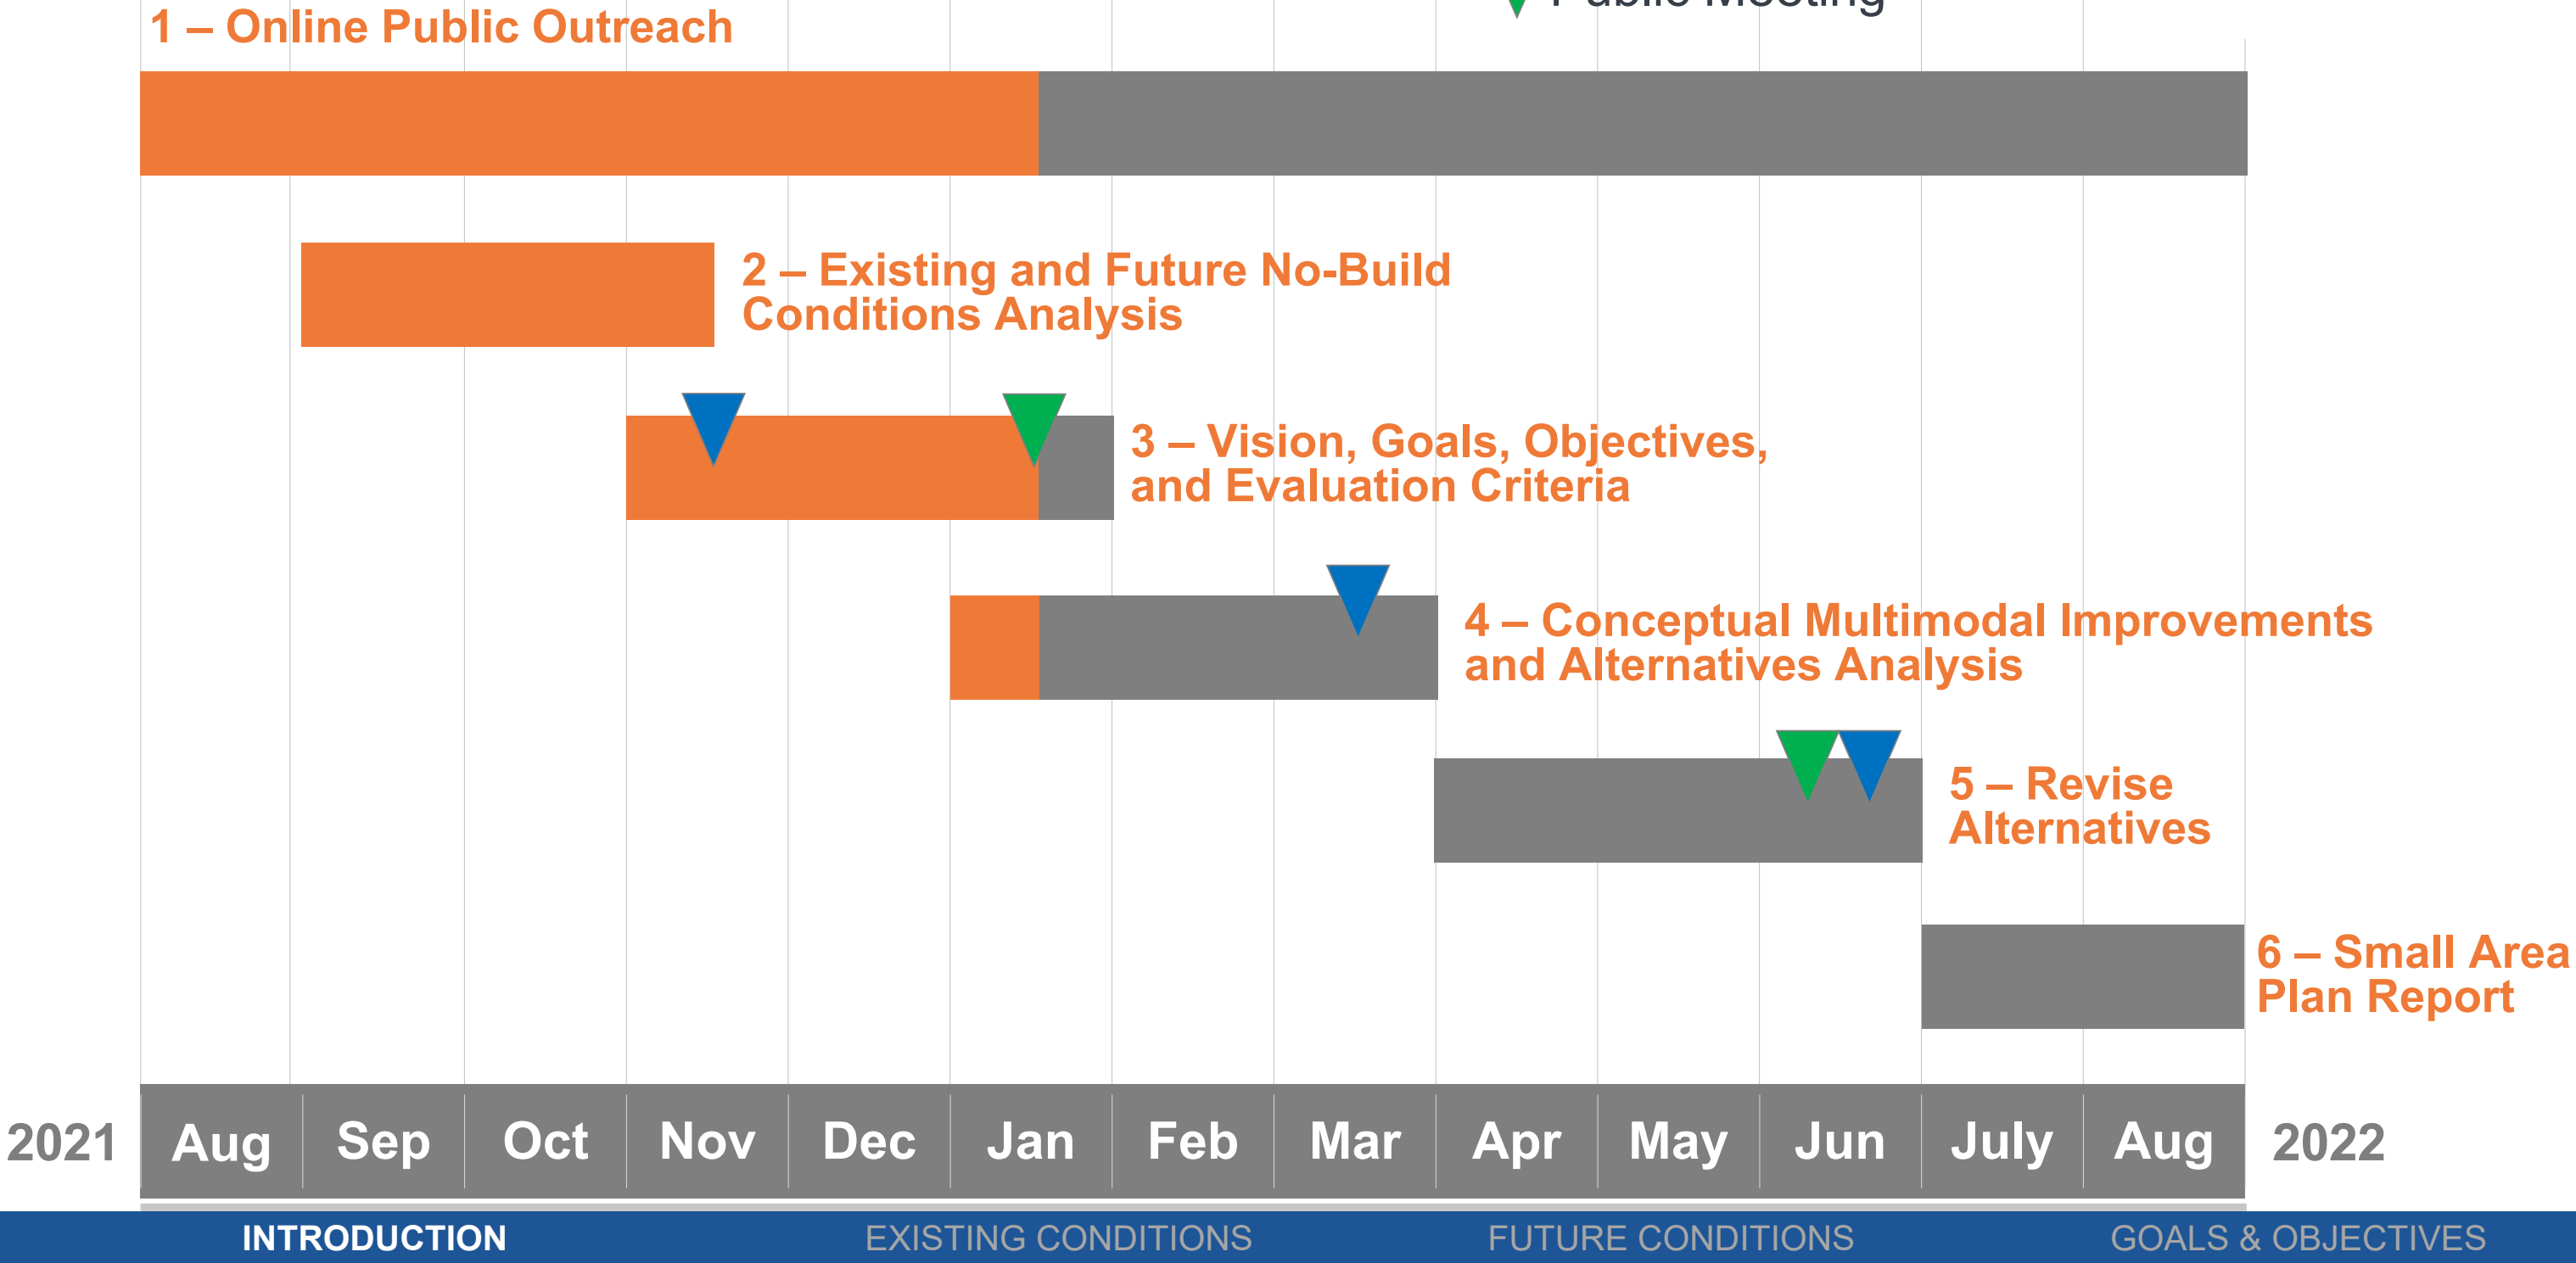 Public Meeting
1 – Online Public Outreach
2 – Existing and Future No-Build
Conditions Analysis
3 – Vision, Goals, Objectives,
and Evaluation Criteria
4 – Conceptual Multimodal Improvements
and Alternatives Analysis
5 – Revise
Alternatives
6 – Small Area
Plan Report
2021 Aug Sep Oct Nov Dec Jan Feb Mar Apr May Jun July Aug 2022
INTRODUCTION EXISTING CONDITIONS FUTURE CONDITIONS GOALS & OBJECTIVES